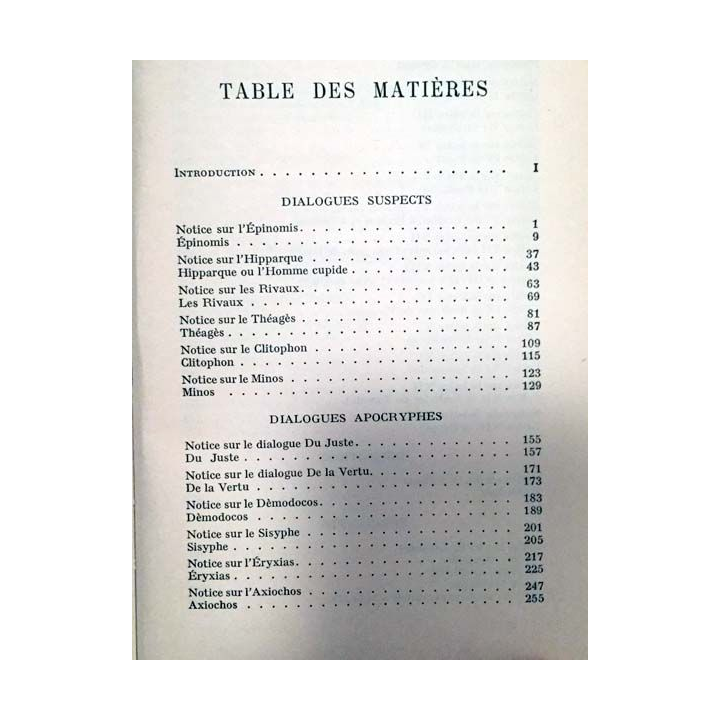 TABLE DES MATIÈRES
INTRODUCTION . . . . . . . . . . . . . . . . . . . . I
DIALOGUES SUSPECTS
Notice sur l'Épinomis. . . . . . . . . . . . . . . . . 1
Épinomis . . . . . . . . . . . . . . . . . . . . . . 9
Notice sur l'Hipparque . . . . . . . . . . . . . . . . 37
Hipparque ou l'Homme cupide . . . . . . . . . . . . . 43
Notice sur les Rivaux. . . . . . . . . . . . . . . . . 63
Les Rivaux . . . . . . . . . . . . . . . . . . . . . 69
Notice sur le Théagès . . . . . . . . . . . . . . . . 81
Théagès . . . . . . . . . . . . . . . . . . . . . . . 87
Notice sur le Clitophon . . . . . . . . . . . . . . . 109
Clitophon . . . . . . . . . . . . . . . . . . . . . . 115
Notice sur le Minos . . . . . . . . . . . . . . . . . 123
Minos . . . . . . . . . . . . . . . . . . . . . . . 129
DIALOGUES APOCRYPHES
Notice sur le dialogue Du Juste. . . . . . . . . . . . 155
Du Juste . . . . . . . . . . . . . . . . . . . . . . 157
Notice sur le dialogue De la Vertu. . . . . . . . . . . 171
De la Vertu . . . . . . . . . . . . . . . . . . . . . 173
Notice sur le Dèmodocos. . . . . . . . . . . . . . . . 183
Dèmodocos . . . . . . . . . . . . . . . . . . . . . 189
Notice sur le Sisyphe . . . . . . . . . . . . . . . . 201
Sisyphe . . . . . . . . . . . . . . . . . . . . . . . 205
Notice sur l'Éryxias. . . . . . . . . . . . . . . . . . 217
Éryxias . . . . . . . . . . . . . . . . . . . . . . . 225
Notice sur l'Axiochos . . . . . . . . . . . . . . . . 247
Axiochos . . . . . . . . . . . . . . . . . . . . . . 255